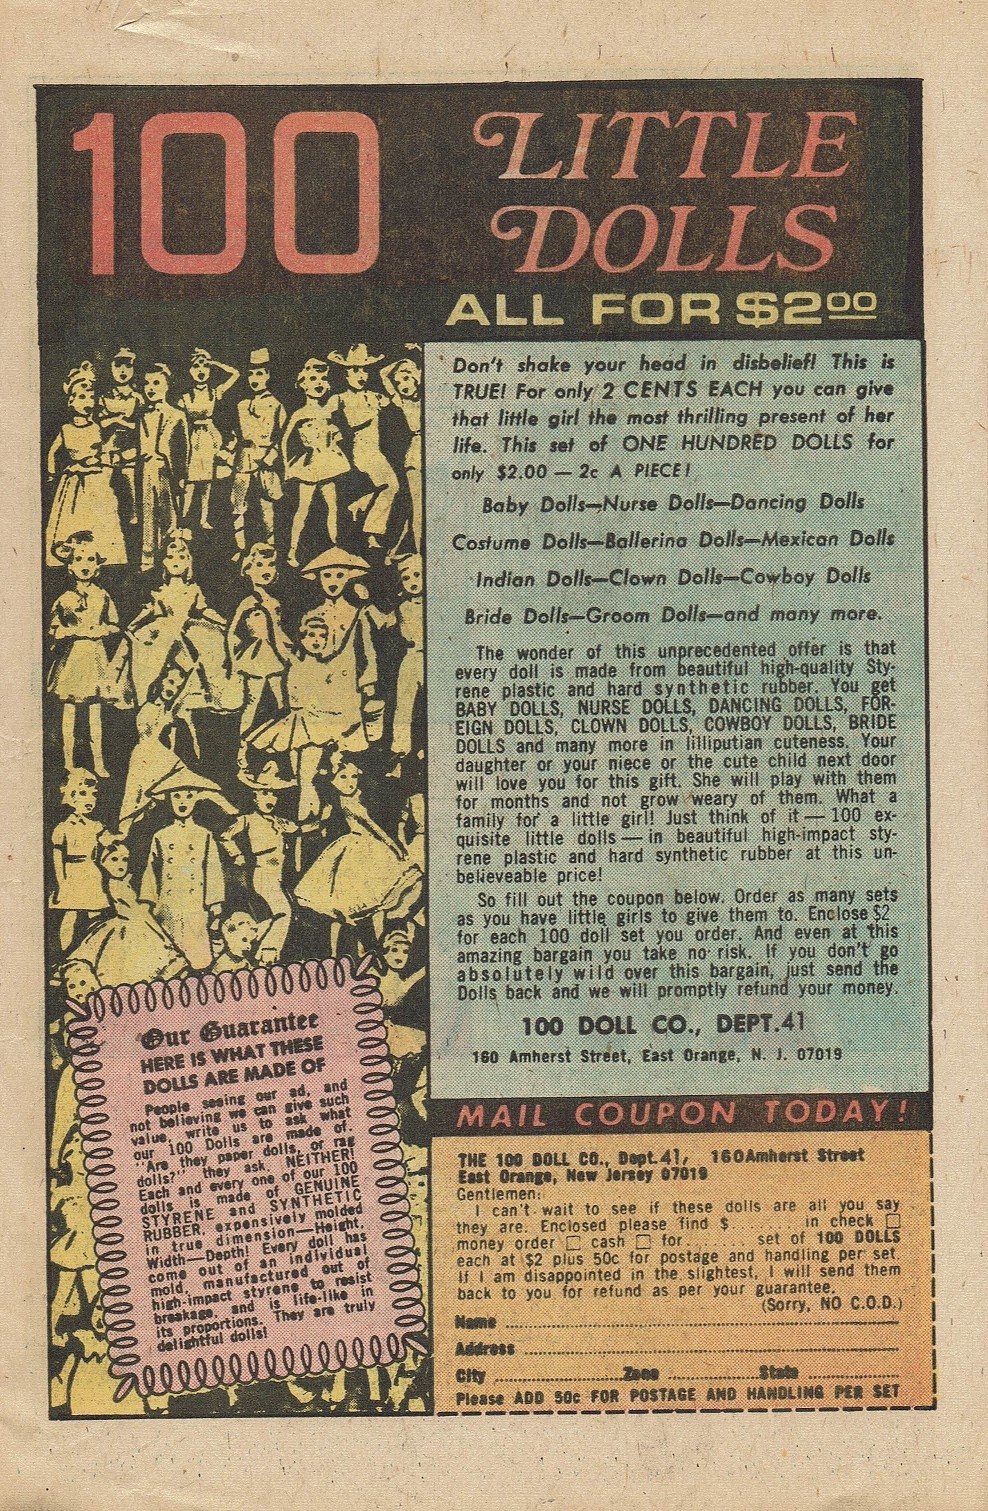 100
LITTLE
DOLLS
ALL FOR $2.00
Don't shake your head in disbelief! This is
TRUE! For only 2 CENTS EACH you can give
that little girl the most thrilling present of her
life. This set of ONE HUNDRED DOLLS for
only $2.00 — 2c A PIECE!
Baby Dolls—Nurse Dolls—Dancing Dolls
Costume Dolls—Ballerina Dolls—Mexican Dolls
Indian Dolls—Clown Dolls—Cowboy Dolls
Bride Dolls—Groom Dolls—and many more.
The wonder of this unprecedented offer is that
every doll is made from beautiful high-quality Sty-
rene plastic and hard synthetic rubber. You get
BABY DOLLS, NURSE DOLLS, DANCING DOLLS, FOR-
EIGN DOLLS, CLOWN DOLLS, COWBOY DOLLS, BRIDE
DOLLS and many more in lilliputian cuteness. Your
daughter or your niece or the cute child next door
will love you for this gift. She will play with them
for months and not grow weary of them. What a
family for a little girl! Just think of it — 100 ex-
quisite little dolls — in beautiful high-impact sty-
rene plastic and hard synthetic rubber at this un-
believeable price!
So fill out the coupon below. Order as many sets
as you have little girls to give them to. Enclose $2
for each 100 doll set you order. And even at this
amazing bargain you take no risk. If you don't go
absolutely wild over this bargain, just send the
Dolls back and we will promptly refund your money.
100 DOLL CO., DEPT.41
160 Amherst Street, East Orange, N. J. 07019
Our Guarantee
HERE IS WHAT THESE
DOLLS ARE MADE OF
People seeing our ad, and
not believing we can give such
value, write us to ask what
our 100 Dolls are made of.
"Are they paper dolls, or rag
dolls?" they ask. NEITHER!
Each and every one of our 100
dolls is made of GENUINE
STYRENE and SYNTHETIC
RUBBER, expensively molded
in true dimension—Height,
Width—Depth! Every doll has
come out of an individual
mold, manufactured out of
high-impact styrene to resist
breakage, and is life-like in
its proportions. They are truly
delightful dolls!
MAIL COUPON TODAY!
THE 100 DOLL CO., Dept.41, 160 Amherst Street
East Orange, New Jersey 07019
Gentlemen:
I can't wait to see if these dolls are all you say
they are. Enclosed please find $........ in check □
money order □ cash □ for........ set of 100 DOLLS
each at $2 plus 50c for postage and handling per set.
If I am disappointed in the slightest, I will send them
back to you for refund as per your guarantee.
(Sorry, NO C.O.D.)
Name ........
Address ........
City ........ Zone ........ State ........
Please ADD 50c FOR POSTAGE AND HANDLING PER SET